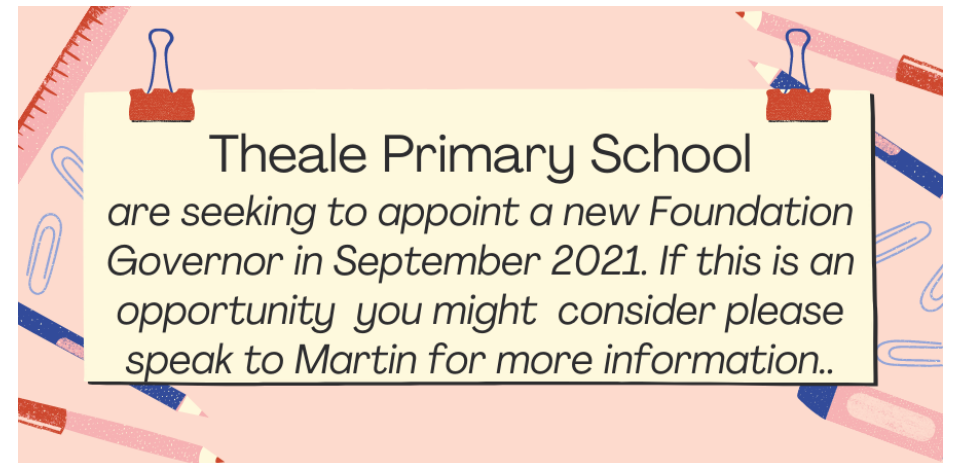 Theale Primary School
are seeking to appoint a new Foundation
Governor in September 2021. If this is an
opportunity you might consider please
speak to Martin for more information..